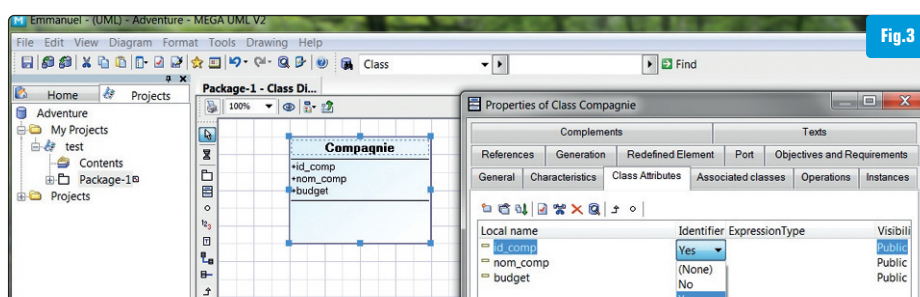 Emmanuel - (UML) - Adventure - MEGA UML V2
File Edit View Diagram Format Tools Drawing Help
Fig.3
Class
Find
Home Projects
Package-1 - Class Di...
Adventure
100%
Properties of Class Compagnie
My Projects
test
Contents
Package-1
Projects
Compagnie
+id_comp
+nom_comp
+budget
Complements Texts
References Generation Redefined Element Port Objectives and Requirements
General Characteristics Class Attributes Associated classes Operations Instances
Local name Identifier ExpressionType Visibili
id_comp Yes Public
nom_comp (None) Public
budget No Public